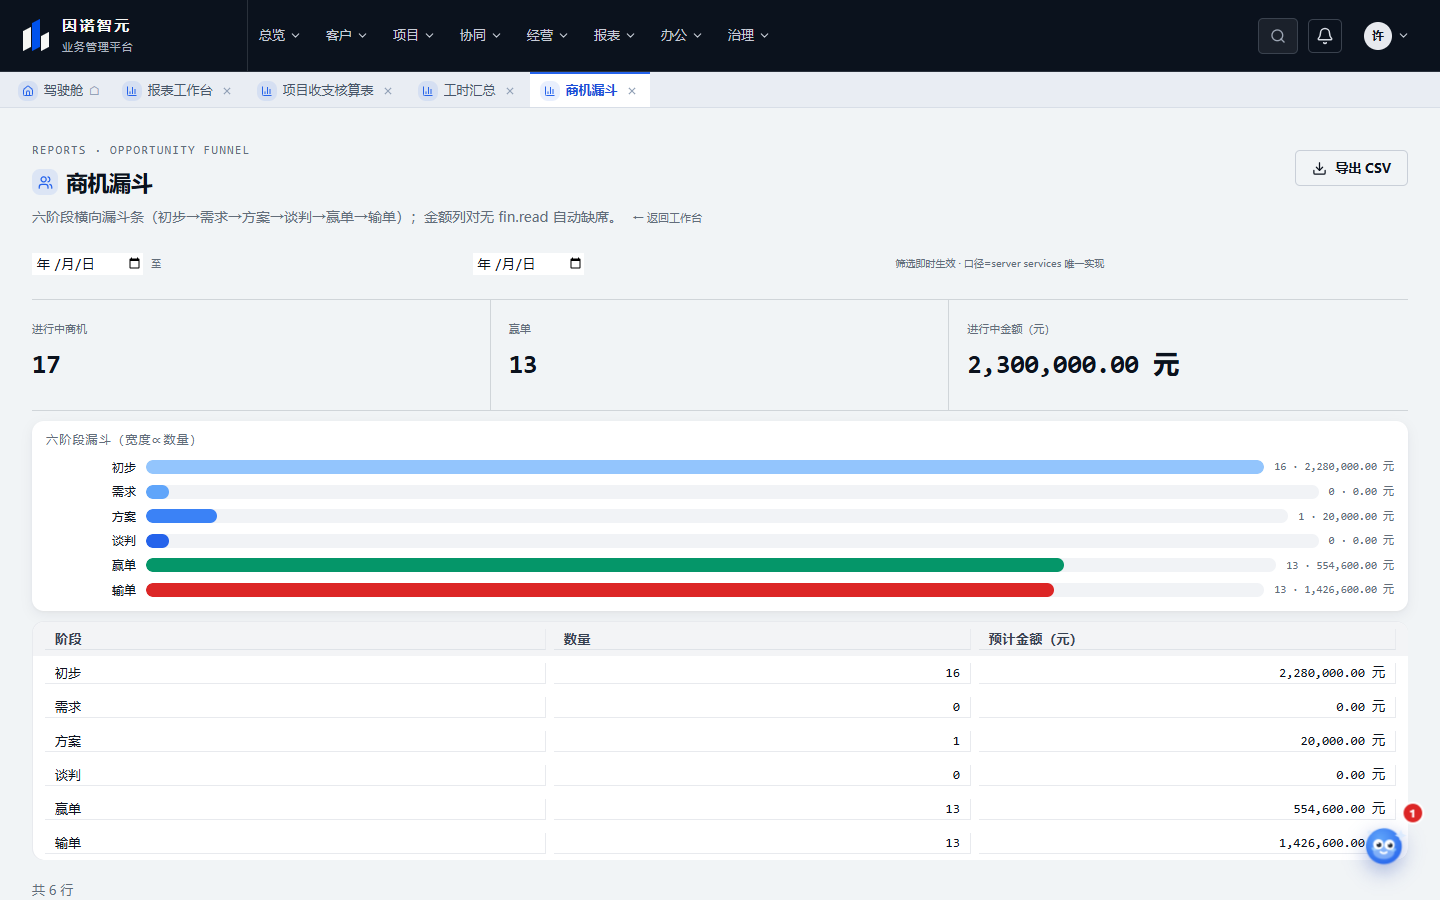 因诺智元
业务管理平台
总览 客户 项目 协同 经营 报表 办公 治理
许
驾驶舱 报表工作台 项目收支核算表 工时汇总 商机漏斗
REPORTS · OPPORTUNITY FUNNEL
商机漏斗
导出 CSV
六阶段横向漏斗条（初步→需求→方案→谈判→赢单→输单）；金额列对无 fin.read 自动缺席。 ← 返回工作台
年 /月/日 至 年 /月/日 筛选即时生效 · 口径=server services 唯一实现
进行中商机 赢单 进行中金额（元）
17 13 2,300,000.00 元
六阶段漏斗（宽度∝数量）
初步 16 · 2,280,000.00 元
需求 0 · 0.00 元
方案 1 · 20,000.00 元
谈判 0 · 0.00 元
赢单 13 · 554,600.00 元
输单 13 · 1,426,600.00 元
阶段 数量 预计金额（元）
初步 16 2,280,000.00 元
需求 0 0.00 元
方案 1 20,000.00 元
谈判 0 0.00 元
赢单 13 554,600.00 元
输单 13 1,426,600.00
1
共 6 行